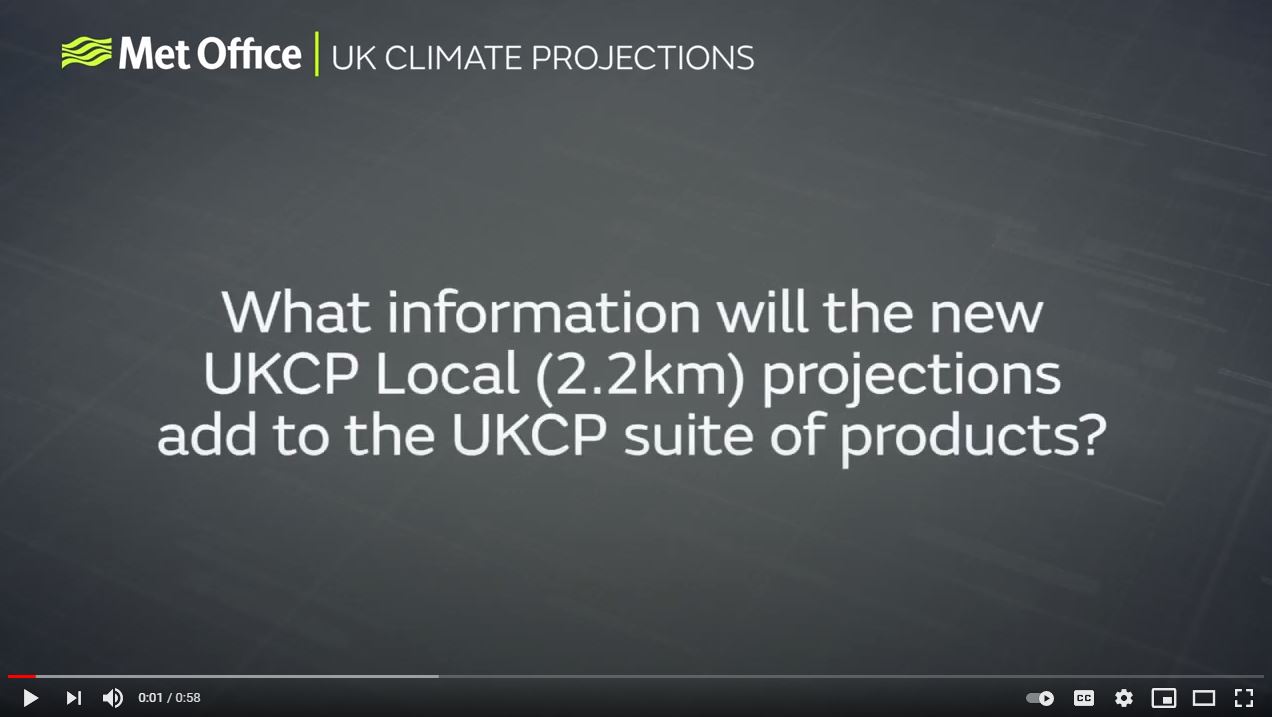 Met Office | UK CLIMATE PROJECTIONS
What information will the new
UKCP Local (2.2km) projections
add to the UKCP suite of products?
0:01 / 0:58
CC